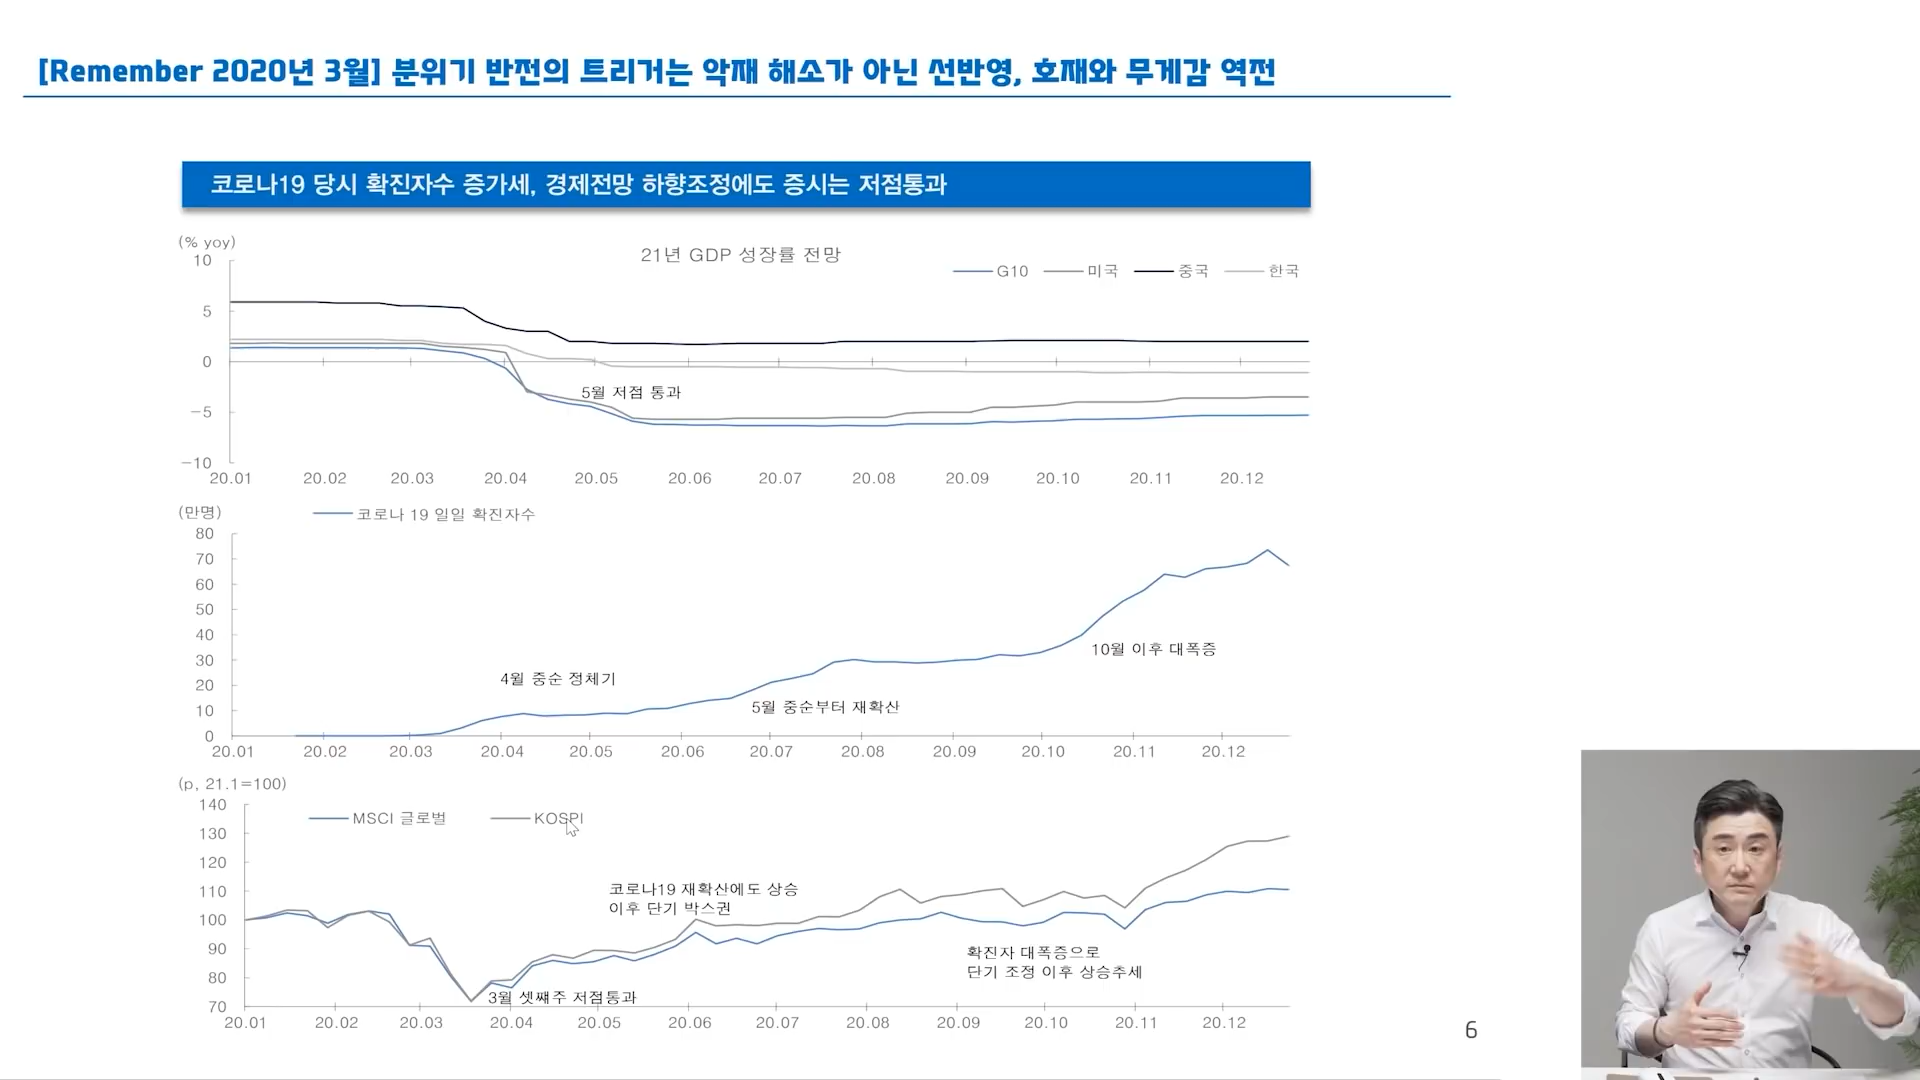 [Remember 2020년 3월] 분위기 반전의 트리거는 악재 해소가 아닌 선반영, 호재와 무게감 역전
코로나19 당시 확진자수 증가세, 경제전망 하향조정에도 증시는 저점통과
(% yoy)
21년 GDP 성장률 전망
G10 미국 중국 한국
10
5
0
-5
-10
5월 저점 통과
20.01 20.02 20.03 20.04 20.05 20.06 20.07 20.08 20.09 20.10 20.11 20.12
(만명)
코로나 19 일일 확진자수
80
70
60
50
40
30
20
10
0
10월 이후 대폭증
4월 중순 정체기
5월 중순부터 재확산
20.01 20.02 20.03 20.04 20.05 20.06 20.07 20.08 20.09 20.10 20.11 20.12
(p, 21.1=100)
MSCI 글로벌 KOSPI
140
130
120
110
100
90
80
70
코로나19 재확산에도 상승
이후 단기 박스권
확진자 대폭증으로
단기 조정 이후 상승추세
3월 셋째주 저점통과
20.01 20.02 20.03 20.04 20.05 20.06 20.07 20.08 20.09 20.10 20.11 20.12
6